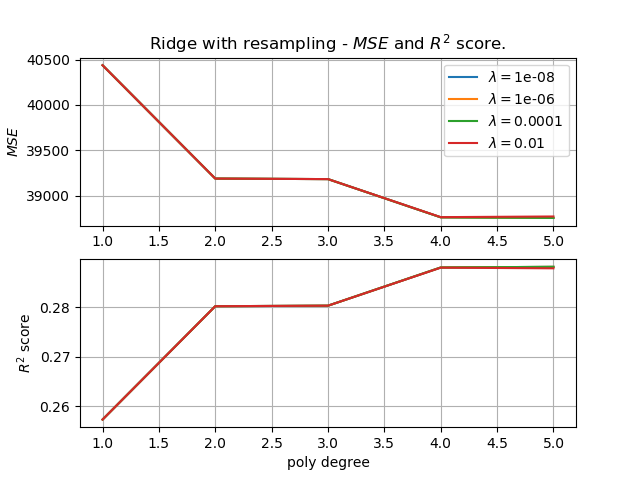 Ridge with resampling - MSE and R² score.
MSE
40500
40000
39500
39000
λ = 1e-08
λ = 1e-06
λ = 0.0001
λ = 0.01
1.0 1.5 2.0 2.5 3.0 3.5 4.0 4.5 5.0
R² score
0.28
0.27
0.26
1.0 1.5 2.0 2.5 3.0 3.5 4.0 4.5 5.0
poly degree